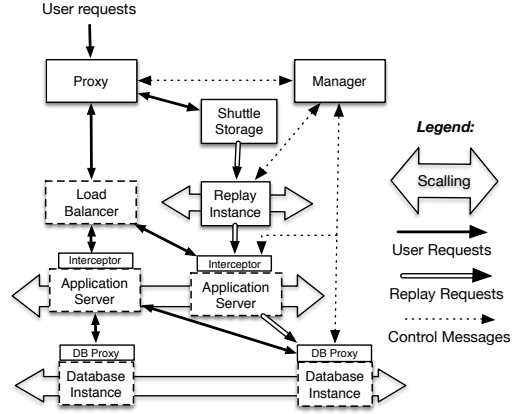 User requests
Proxy
Manager
Shuttle
Storage
Legend:
Scalling
Load
Balancer
Replay
Instance
User Requests
Interceptor
Interceptor
Application
Server
Application
Server
Replay Requests
Control Messages
DB Proxy
DB Proxy
Database
Instance
Database
Instance